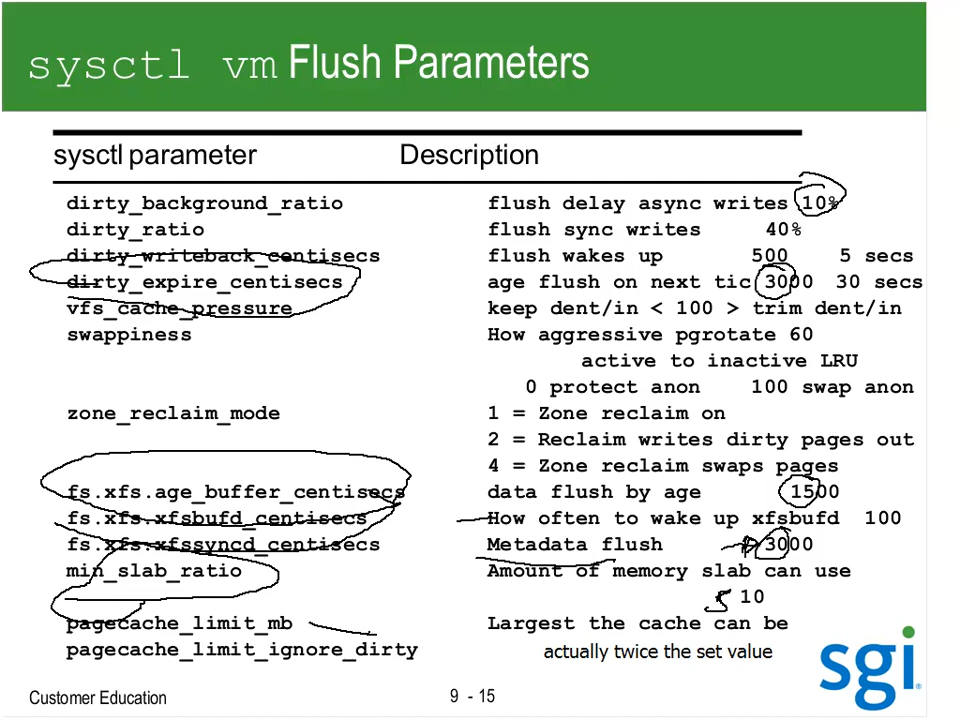 sysctl vm Flush Parameters
sysctl parameter Description
dirty_background_ratio flush delay async writes 10%
dirty_ratio flush sync writes 40%
dirty_writeback_centisecs flush wakes up 500 5 secs
dirty_expire_centisecs age flush on next tic 3000 30 secs
vfs_cache_pressure keep dent/in < 100 > trim dent/in
swappiness How aggressive pgrotate 60
active to inactive LRU
0 protect anon 100 swap anon
zone_reclaim_mode 1 = Zone reclaim on
2 = Reclaim writes dirty pages out
4 = Zone reclaim swaps pages
fs.xfs.age_buffer_centisecs data flush by age 1500
fs.xfs.xfsbufd_centisecs How often to wake up xfsbufd 100
fs.xfs.xfssyncd_centisecs Metadata flush 3000
min_slab_ratio Amount of memory slab can use
10
pagecache_limit_mb Largest the cache can be
pagecache_limit_ignore_dirty actually twice the set value
sgi
Customer Education 9 - 15